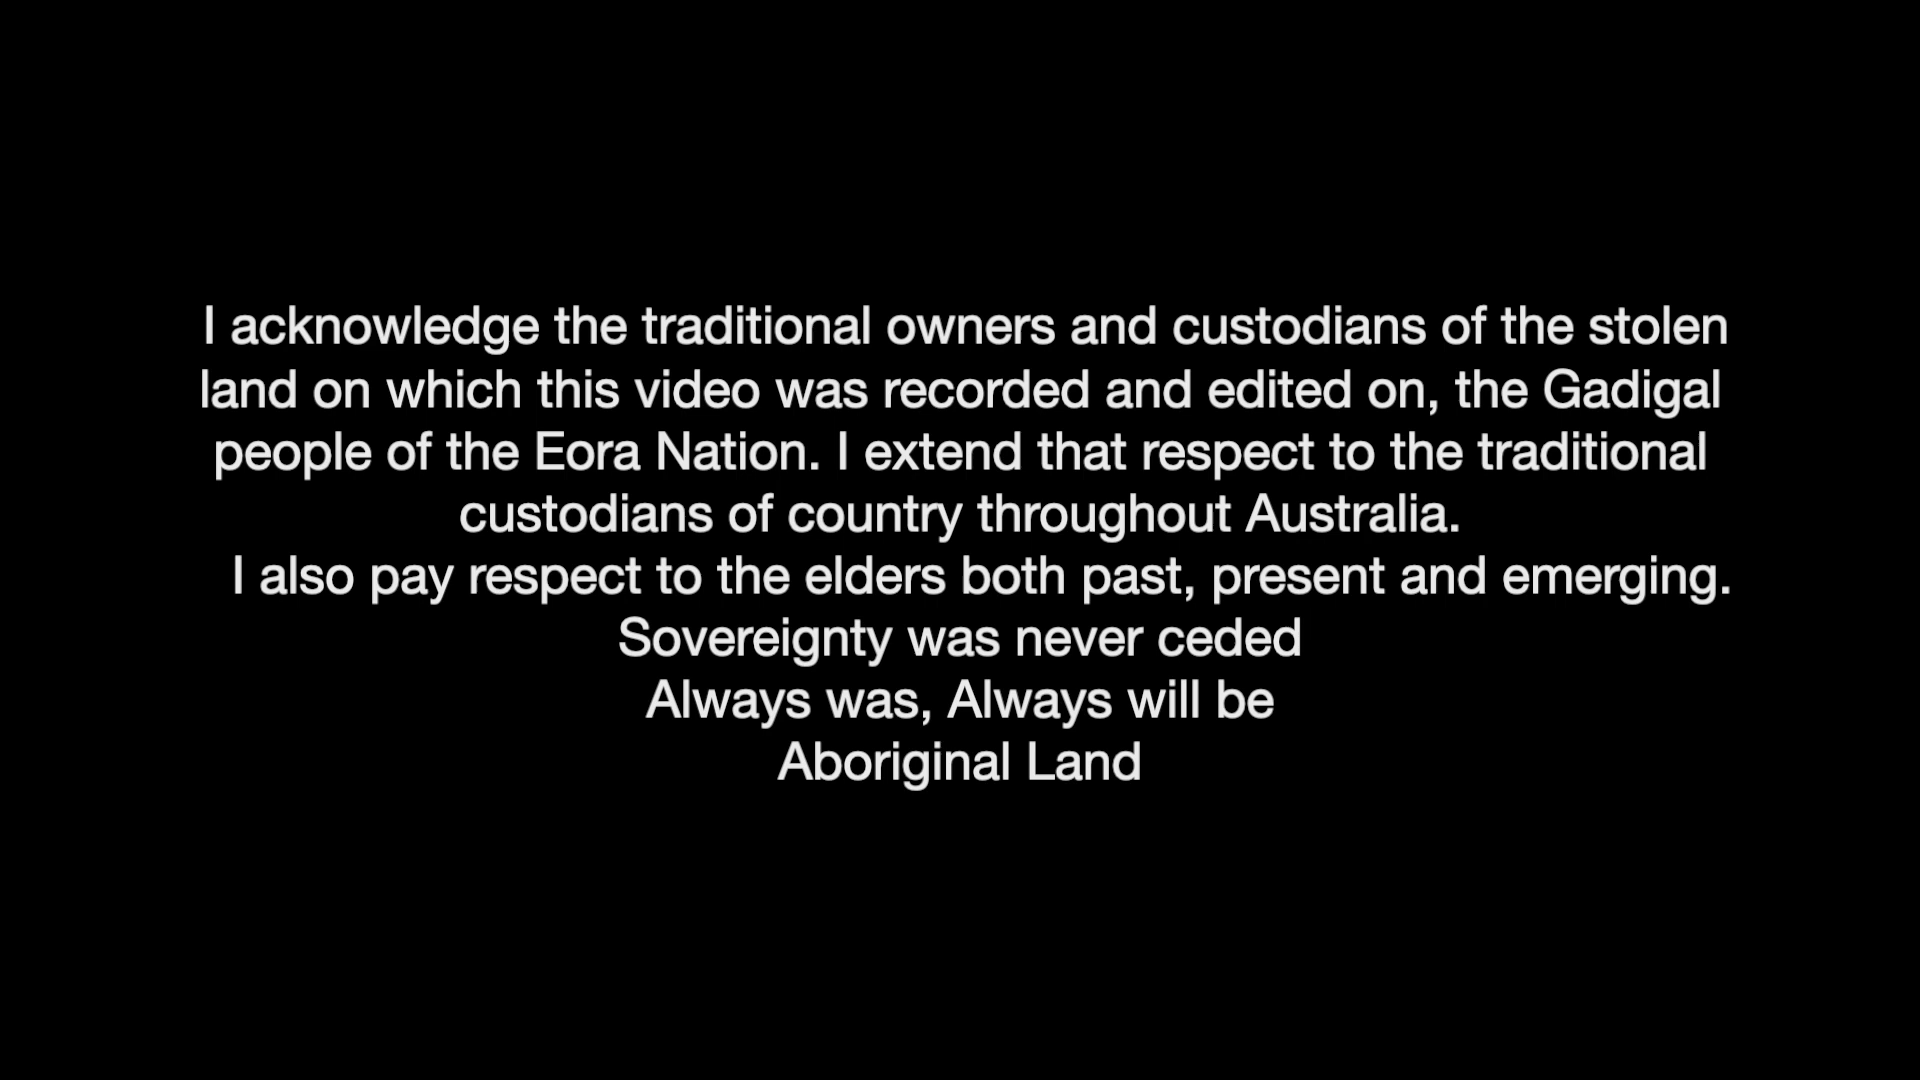 I acknowledge the traditional owners and custodians of the stolen
land on which this video was recorded and edited on, the Gadigal
people of the Eora Nation. I extend that respect to the traditional
custodians of country throughout Australia.
I also pay respect to the elders both past, present and emerging.
Sovereignty was never ceded
Always was, Always will be
Aboriginal Land